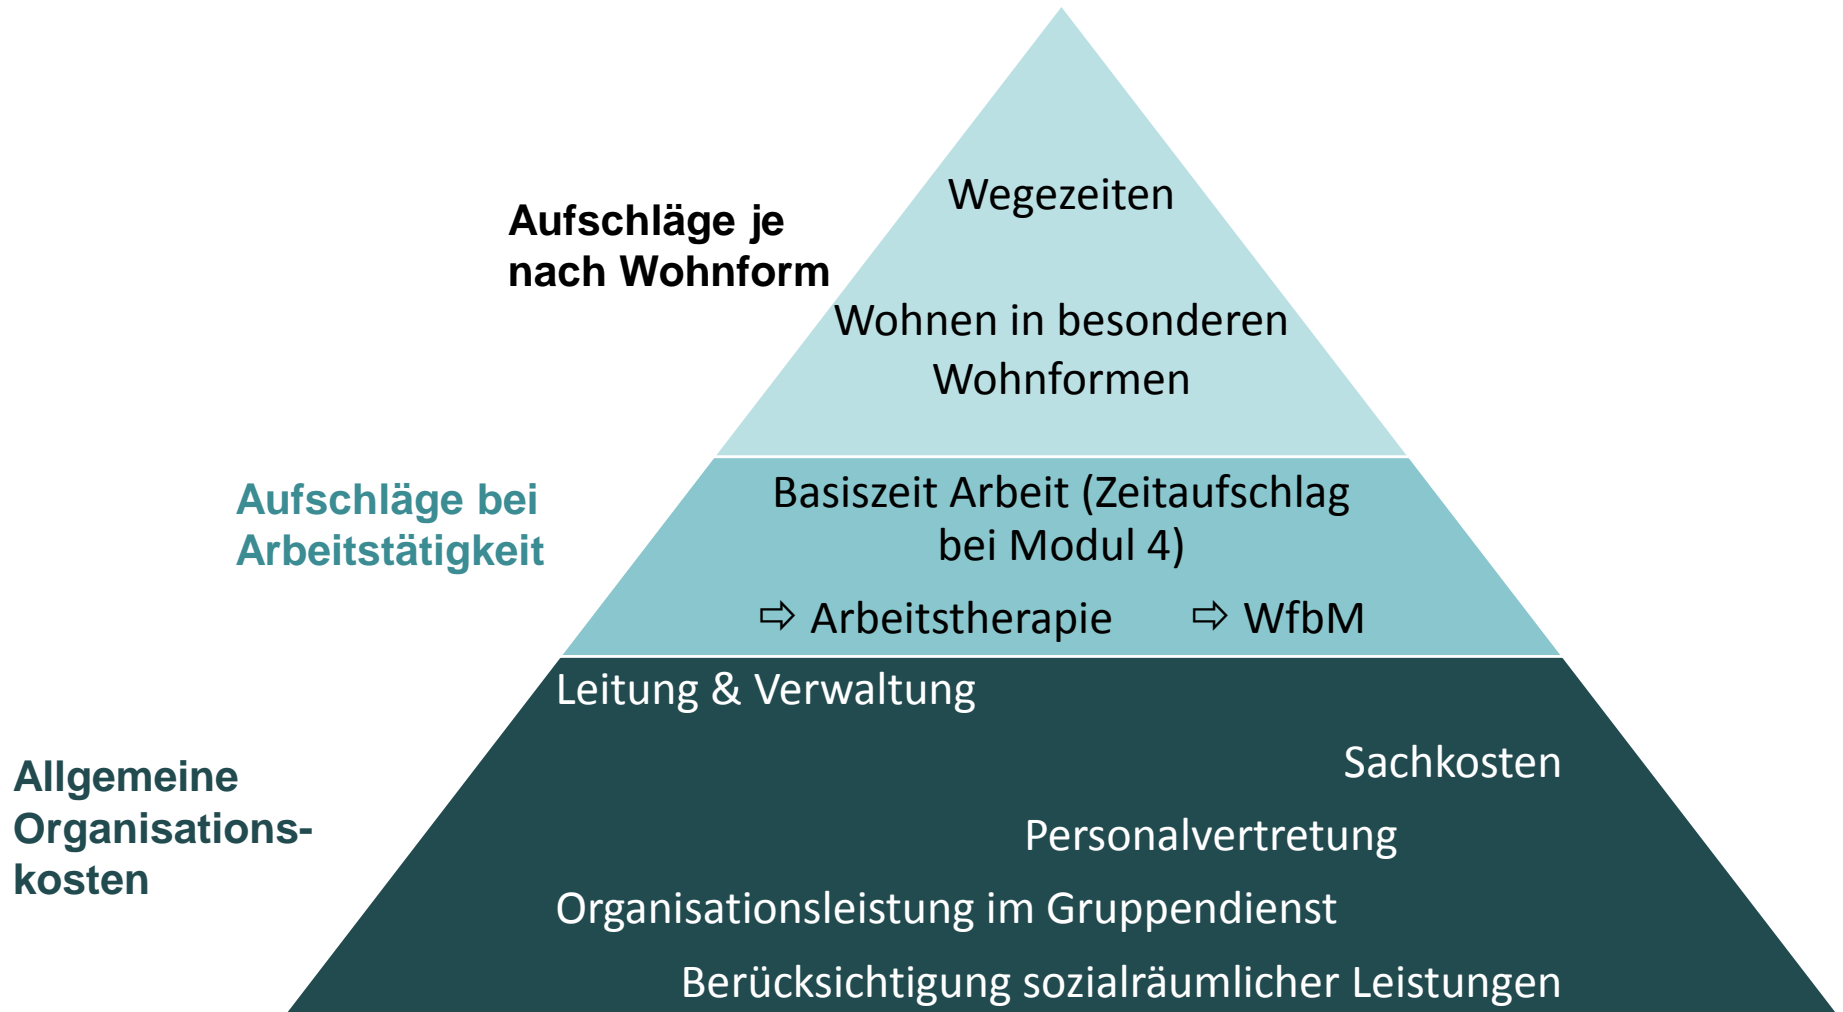 Wegezeiten
Aufschläge je
nach Wohnform
Wohnen in besonderen
Wohnformen
Aufschläge bei
Arbeitstätigkeit
Basiszeit Arbeit (Zeitaufschlag
bei Modul 4)
⇨ Arbeitstherapie ⇨ WfbM
Allgemeine
Organisations-
kosten
Leitung & Verwaltung
Sachkosten
Personalvertretung
Organisationsleistung im Gruppendienst
Berücksichtigung sozialräumlicher Leistungen